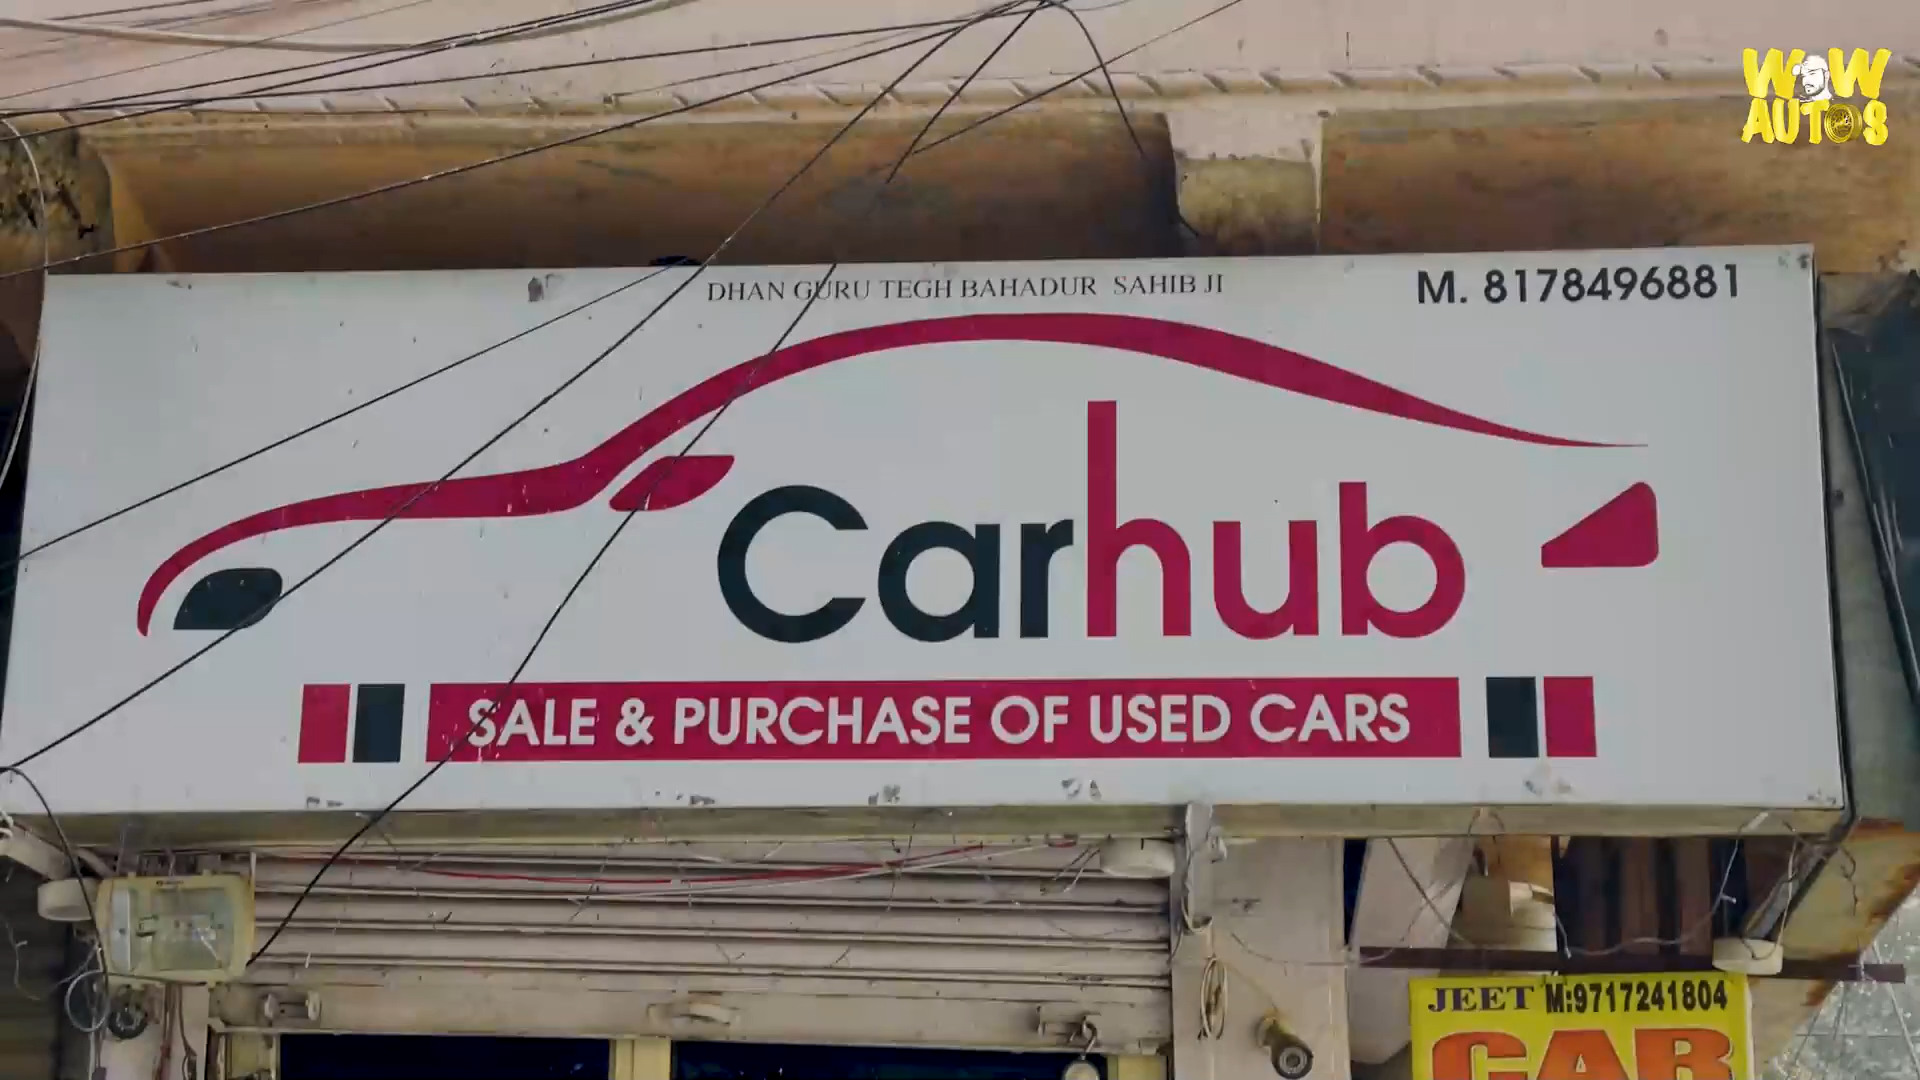 WOW
AUTOS
DHAN GURU TEGH BAHADUR SAHIB JI
M. 8178496881
Carhub
SALE & PURCHASE OF USED CARS
JEET M:9717241804
CAR